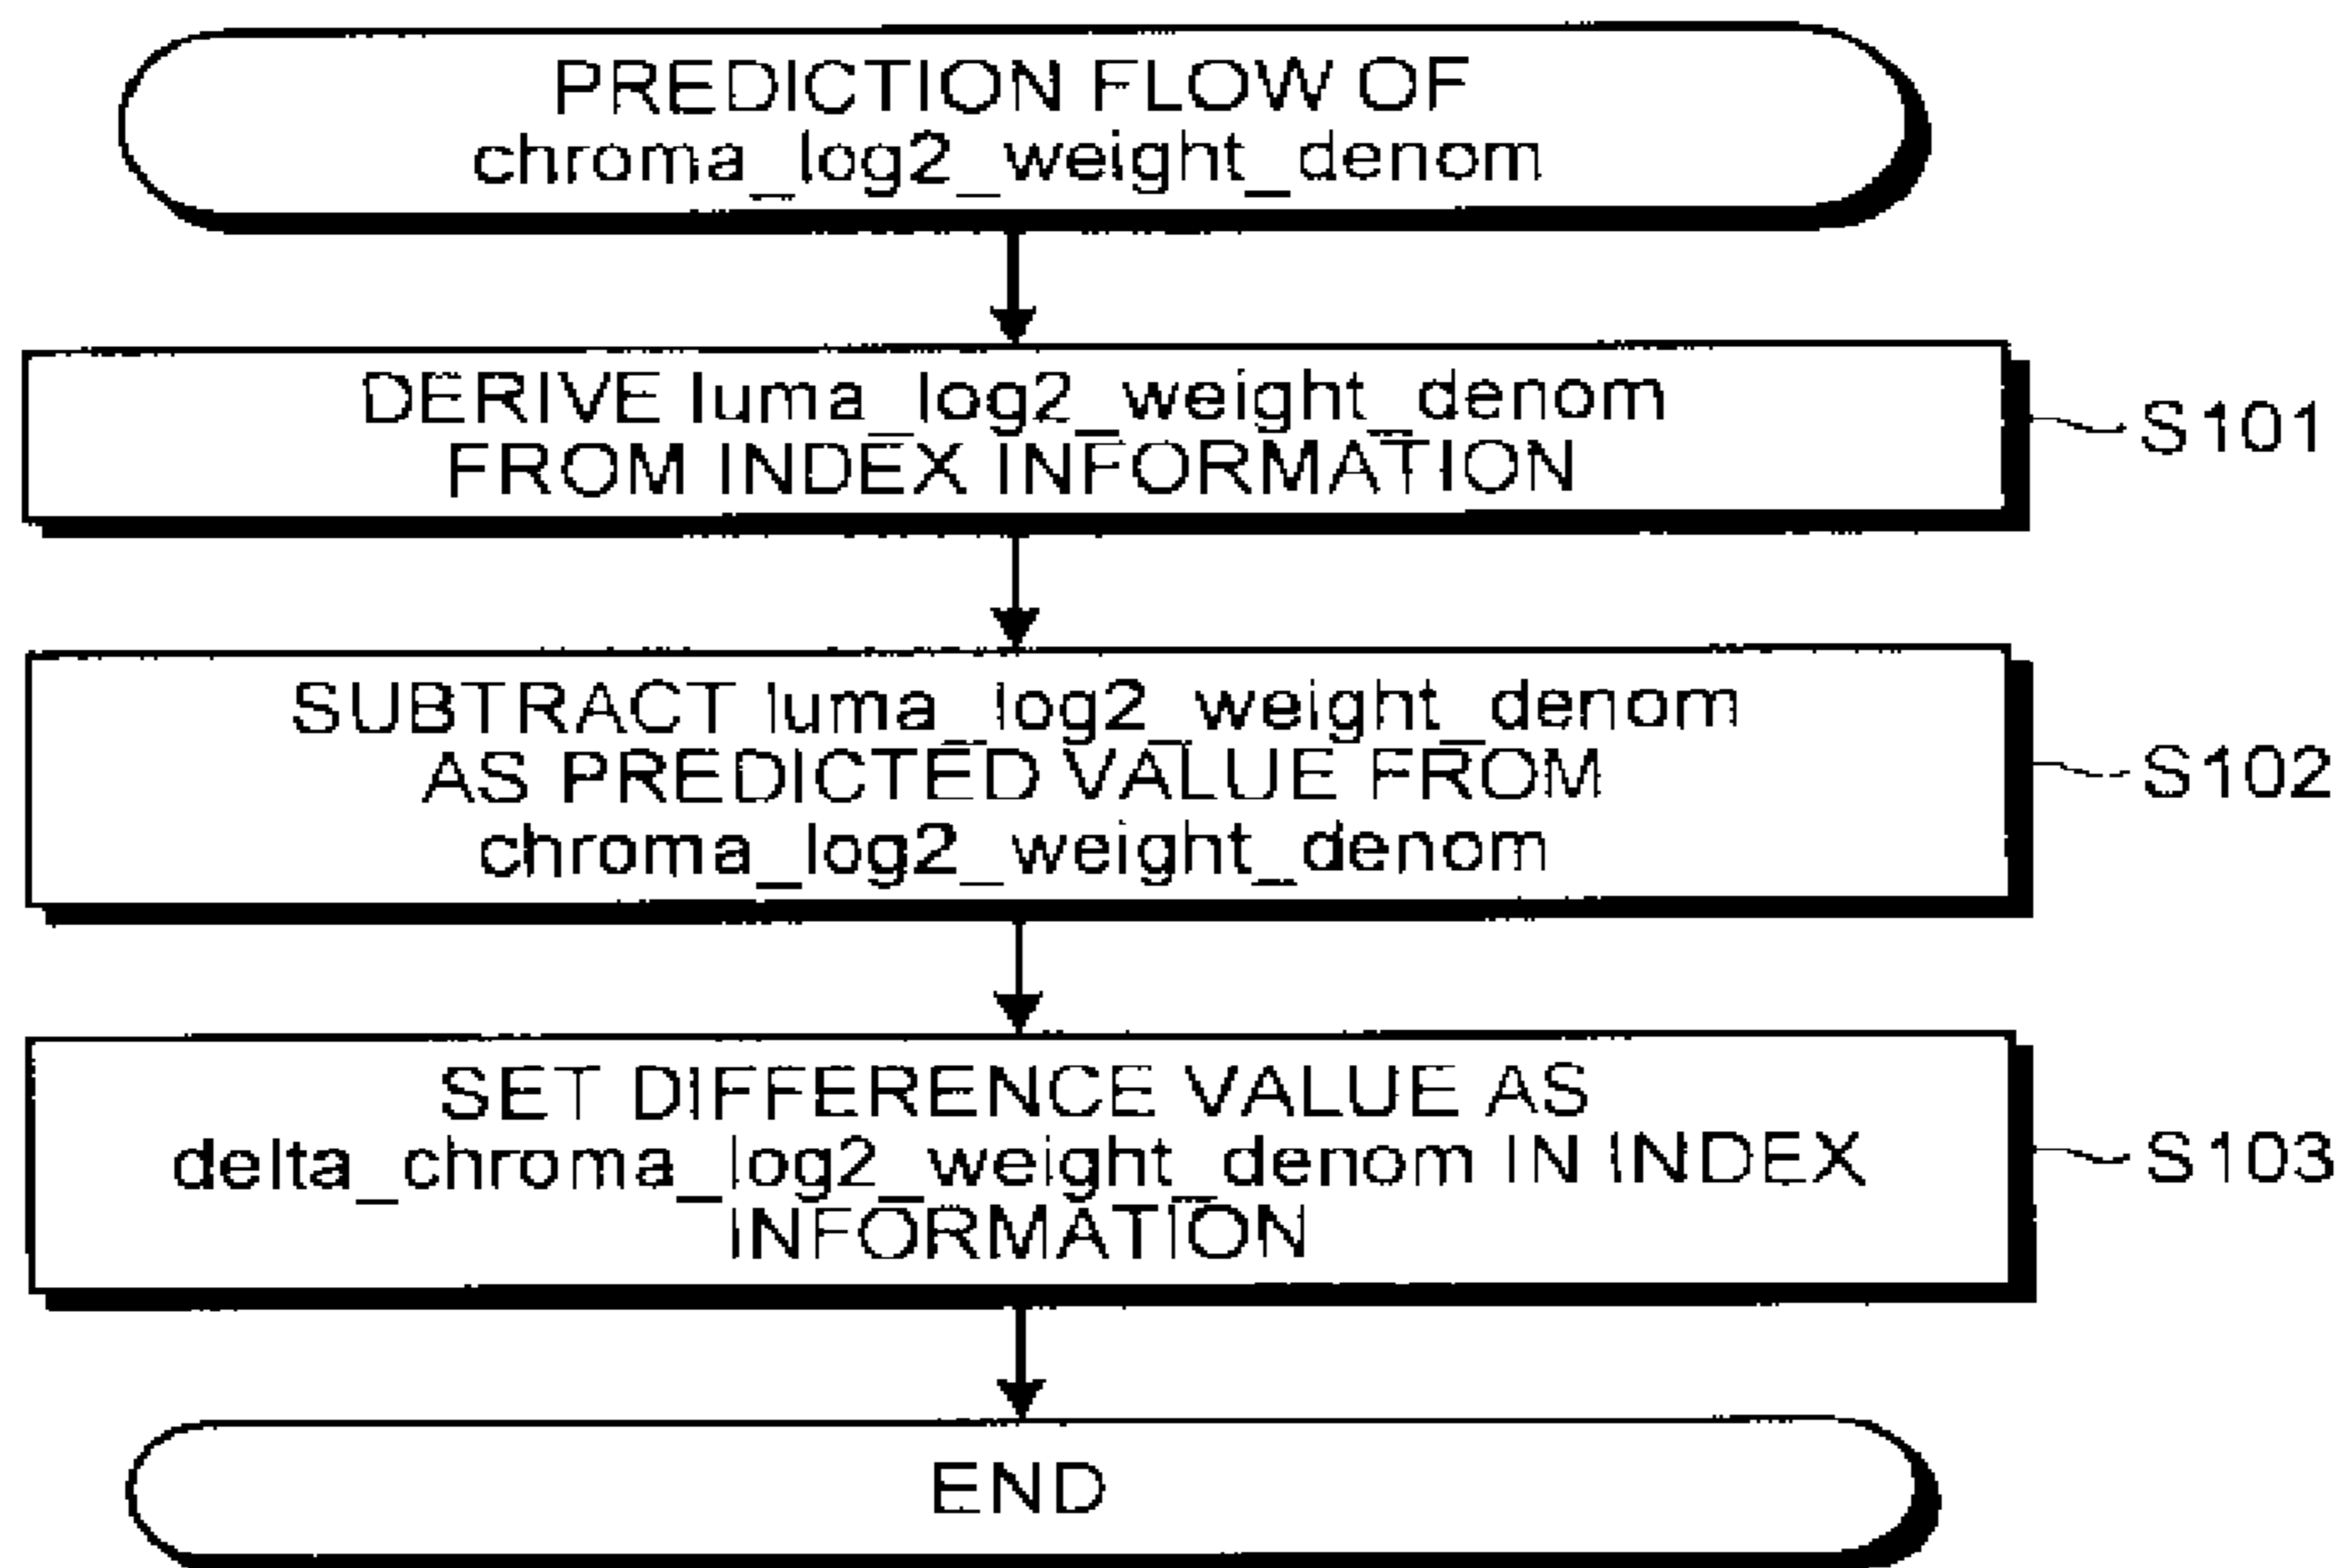 PREDICTION FLOW OF
chroma_log2_weight_denom
DERIVE luma_log2_weight_denom
FROM INDEX INFORMATION
S101
SUBTRACT luma_log2_weight_denom
AS PREDICTED VALUE FROM
chroma_log2_weight_denom
S102
SET DIFFERENCE VALUE AS
delta_chroma_log2_weight_denom IN INDEX
INFORMATION
S103
END